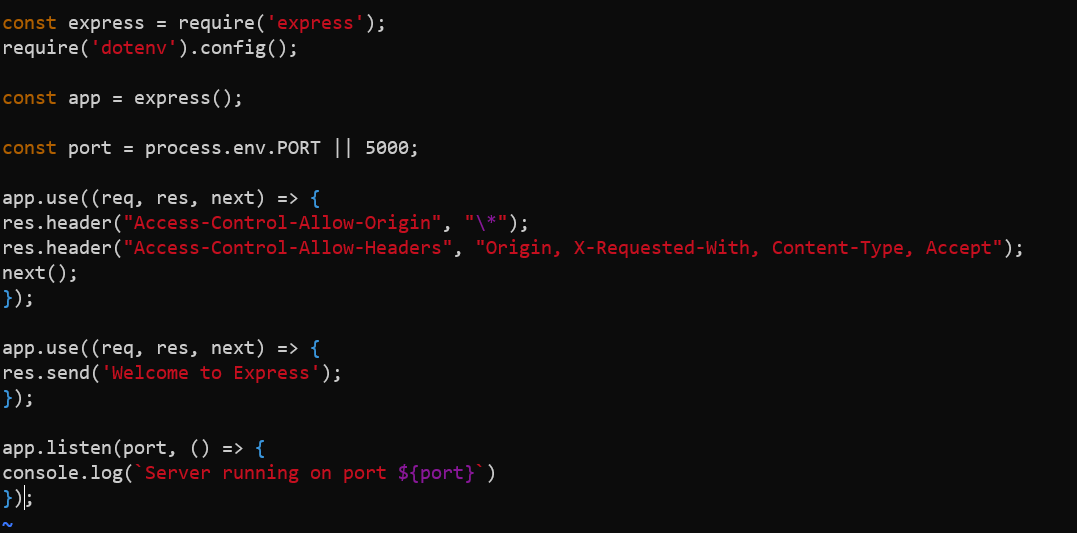 const express = require('express');
require('dotenv').config();
const app = express();
const port = process.env.PORT || 5000;
app.use((req, res, next) => {
res.header("Access-Control-Allow-Origin", "\*");
res.header("Access-Control-Allow-Headers", "Origin, X-Requested-With, Content-Type, Accept");
next();
});
app.use((req, res, next) => {
res.send('Welcome to Express');
});
app.listen(port, () => {
console.log(`Server running on port ${port}`)
});
~